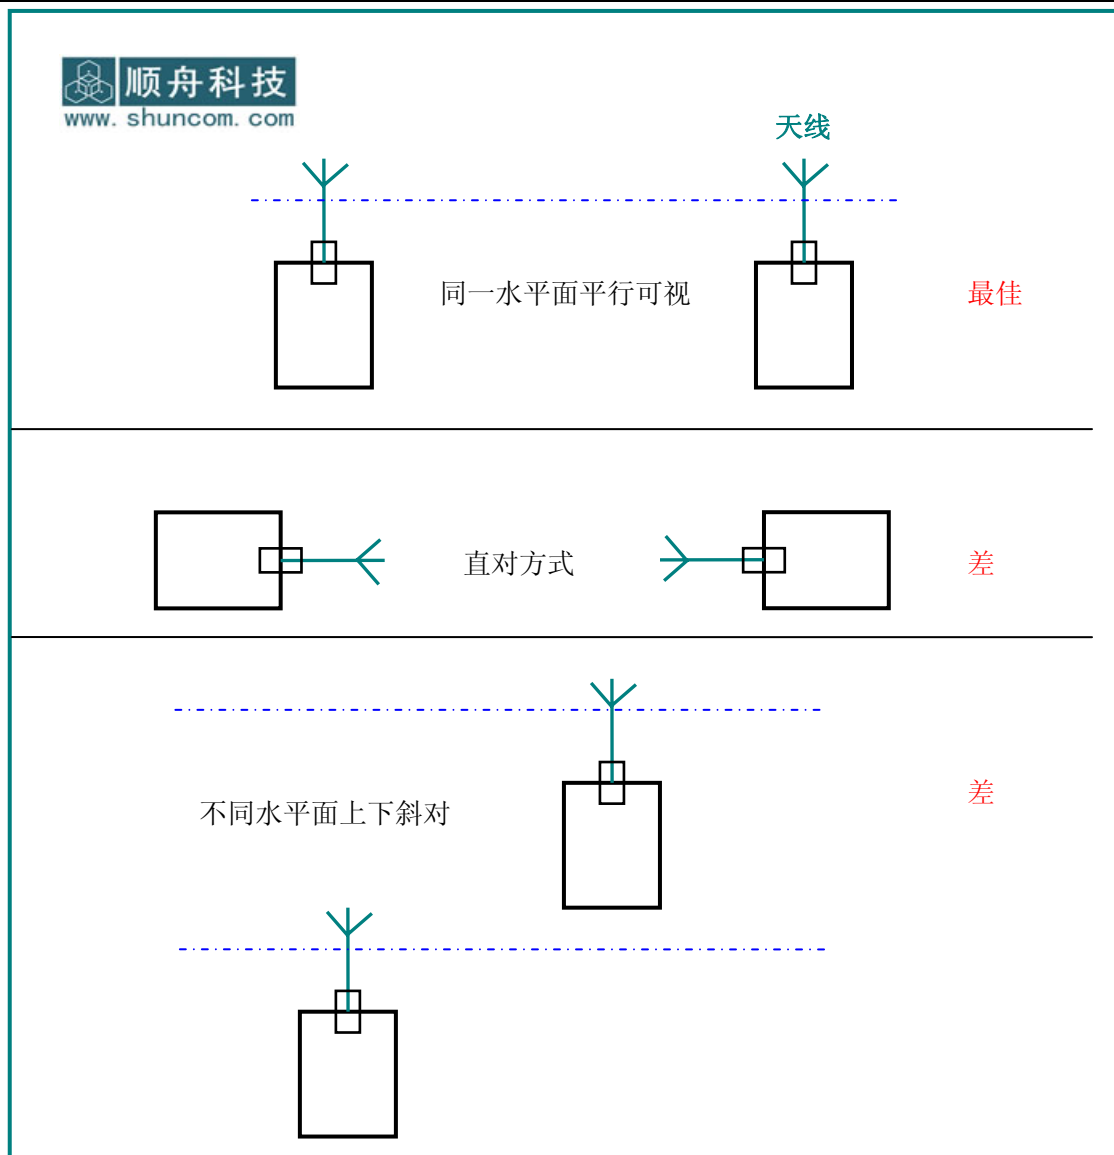 顺舟科技
www.shuncom.com
天线
同一水平面平行可视
最佳
直对方式
差
不同水平面上下斜对
差